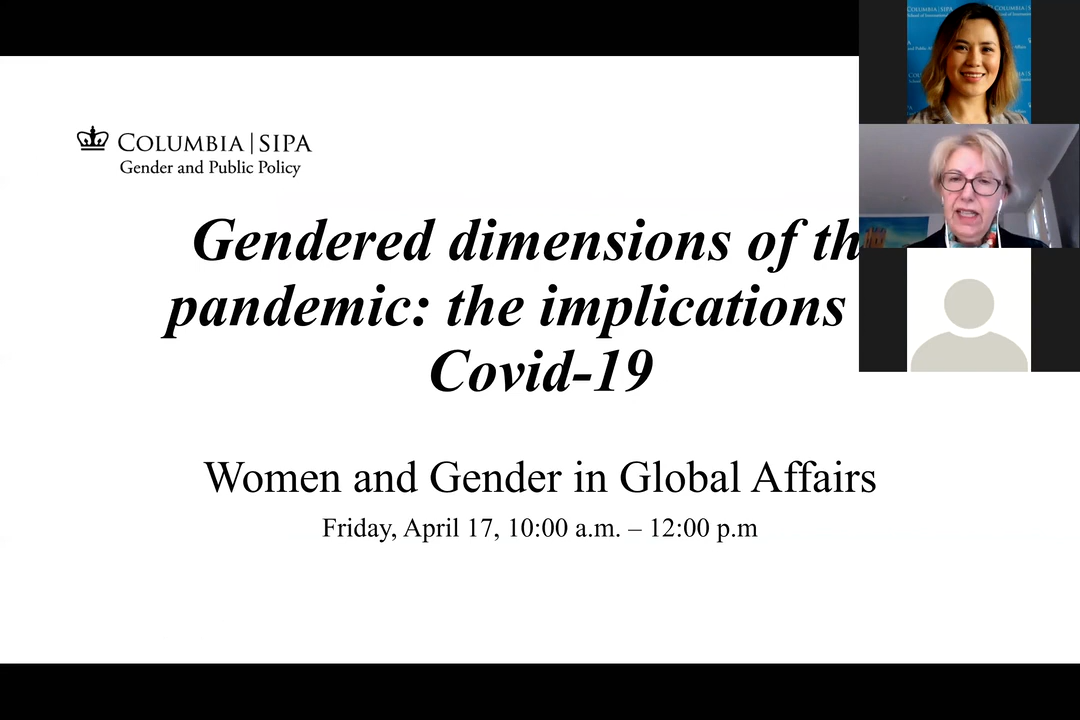 COLUMBIA | SIPA
Gender and Public Policy
Gendered dimensions of th
pandemic: the implications
Covid-19
Women and Gender in Global Affairs
Friday, April 17, 10:00 a.m. – 12:00 p.m